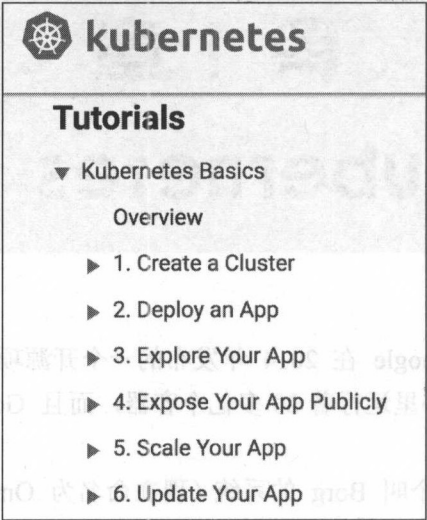 kubernetes
Tutorials
Kubernetes Basics
Overview
1. Create a Cluster
2. Deploy an App
3. Explore Your App
4. Expose Your App Publicly
5. Scale Your App
6. Update Your App